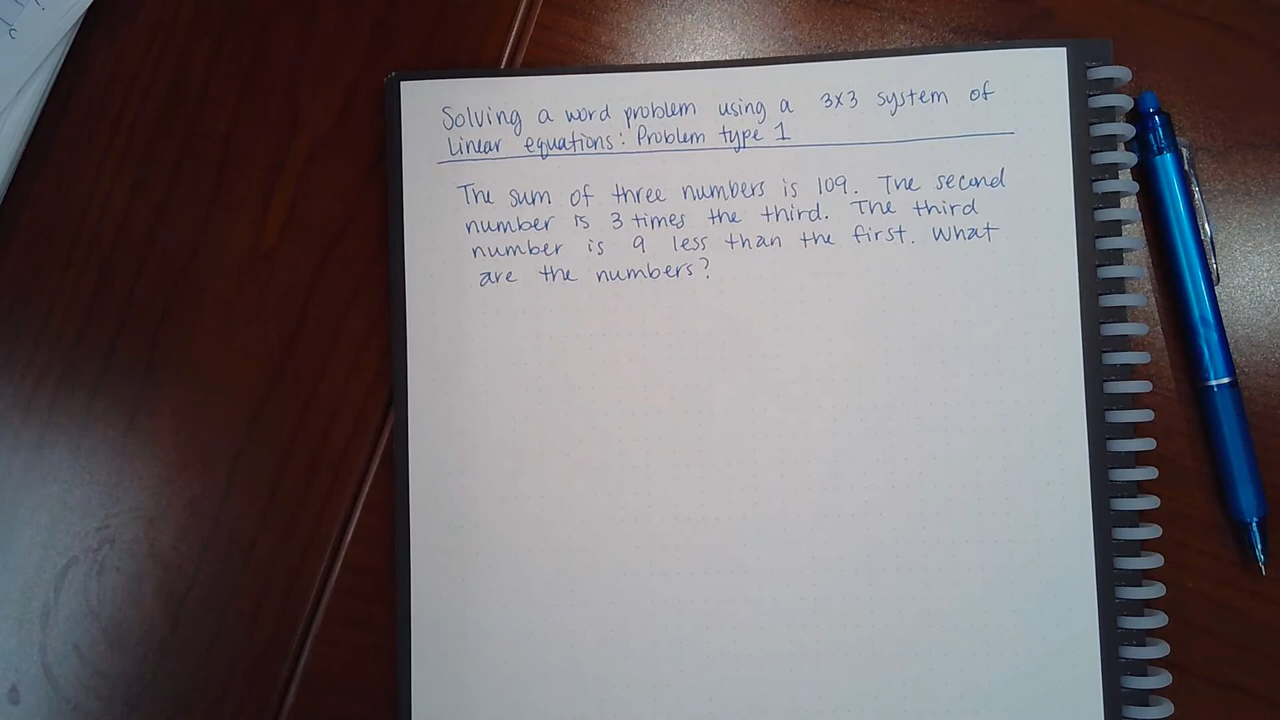 Solving a word problem using a 3x3 system of
linear equations: Problem type 1
The sum of three numbers is 109. The second
number is 3 times the third. The third
number is 9 less than the first. What
are the numbers?